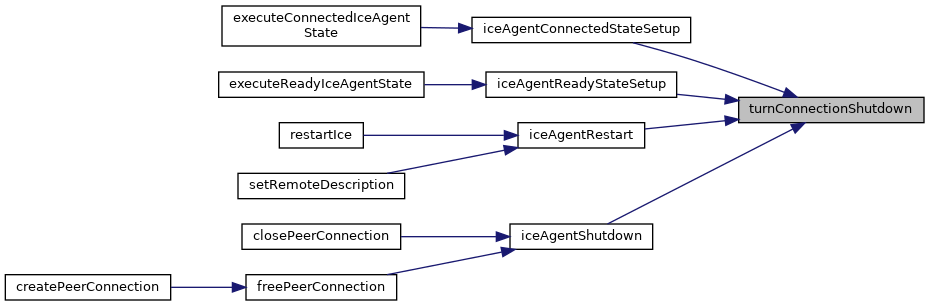 executeConnectedIceAgent
State
iceAgentConnectedStateSetup
executeReadyIceAgentState
iceAgentReadyStateSetup
turnConnectionShutdown
restartIce
iceAgentRestart
setRemoteDescription
closePeerConnection
iceAgentShutdown
createPeerConnection
freePeerConnection